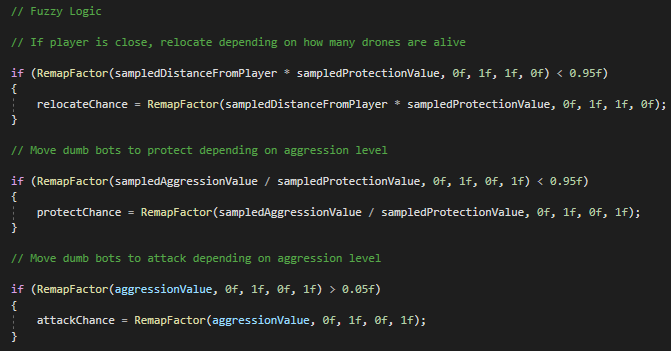 // Fuzzy Logic
// If player is close, relocate depending on how many drones are alive
if (RemapFactor(sampledDistanceFromPlayer * sampledProtectionValue, 0f, 1f, 1f, 0f) < 0.95f)
{
relocateChance = RemapFactor(sampledDistanceFromPlayer * sampledProtectionValue, 0f, 1f, 1f, 0f);
}
// Move dumb bots to protect depending on aggression level
if (RemapFactor(sampledAggressionValue / sampledProtectionValue, 0f, 1f, 0f, 1f) < 0.95f)
{
protectChance = RemapFactor(sampledAggressionValue / sampledProtectionValue, 0f, 1f, 0f, 1f);
}
// Move dumb bots to attack depending on aggression level
if (RemapFactor(aggressionValue, 0f, 1f, 0f, 1f) > 0.05f)
{
attackChance = RemapFactor(aggressionValue, 0f, 1f, 0f, 1f);
}